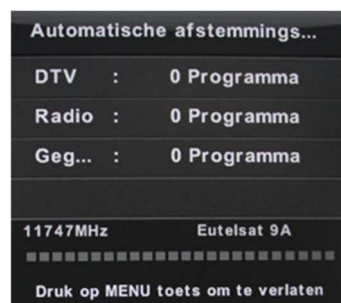 Automatische afstemmings...
DTV : 0 Programma
Radio : 0 Programma
Geg... : 0 Programma
11747MHz Eutelsat 9A
Druk op MENU toets om te verlaten